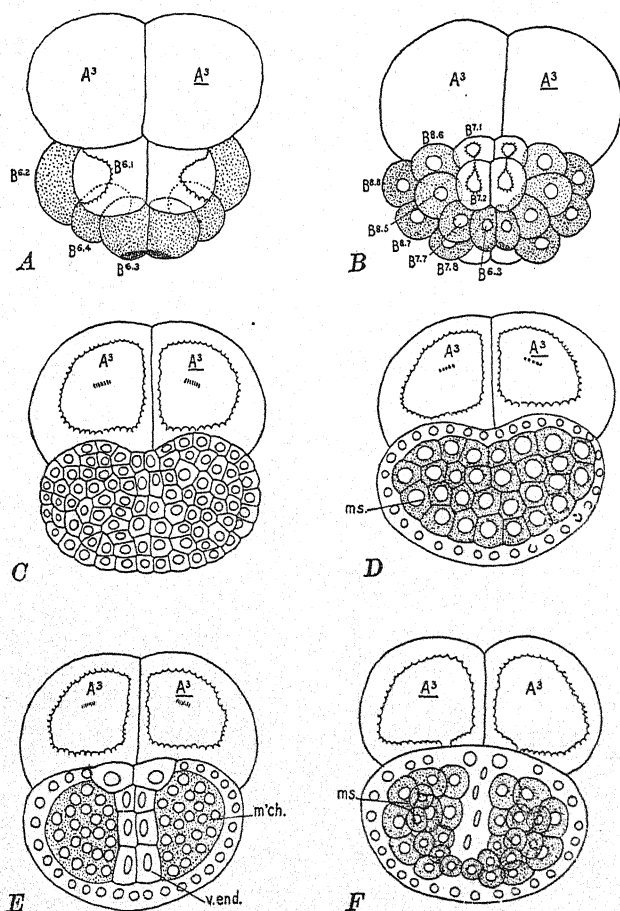 A³ A³
B⁶·² B⁶·¹
B⁶·⁴ B⁶·³
A
A³ A³
B⁸·⁶ B⁷·¹
B⁸·⁸ B⁷·²
B⁸·⁵
B⁸·⁷
B⁷·⁷ B⁷·⁸ B⁶·³
B
A³ A³
C
A³ A³
ms.
D
A³ A³
m'ch.
v.end.
E
A³ A³
ms.
F